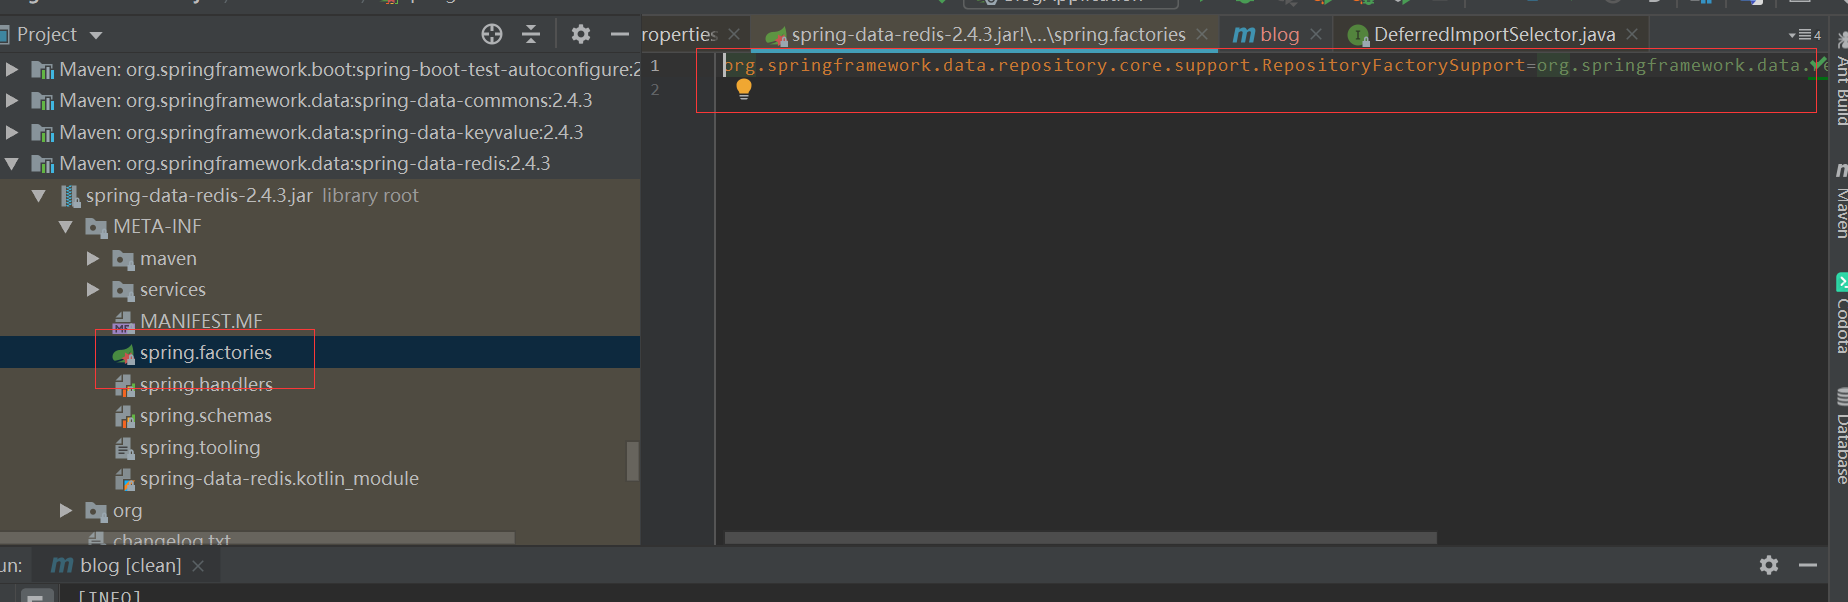 Project
Maven: org.springframework.boot:spring-boot-test-autoconfigure:2
Maven: org.springframework.data:spring-data-commons:2.4.3
Maven: org.springframework.data:spring-data-keyvalue:2.4.3
Maven: org.springframework.data:spring-data-redis:2.4.3
spring-data-redis-2.4.3.jar library root
META-INF
maven
services
MANIFEST.MF
spring.factories
spring.handlers
spring.schemas
spring.tooling
spring-data-redis.kotlin_module
org
changelog.txt
roperties
spring-data-redis-2.4.3.jar!\...\spring.factories
blog
DeferredImportSelector.java
4
1 org.springframework.data.repository.core.support.RepositoryFactorySupport=org.springframework.data.re
2
Ant Build
Maven
Codota
Database
un: blog [clean]
[INFO]